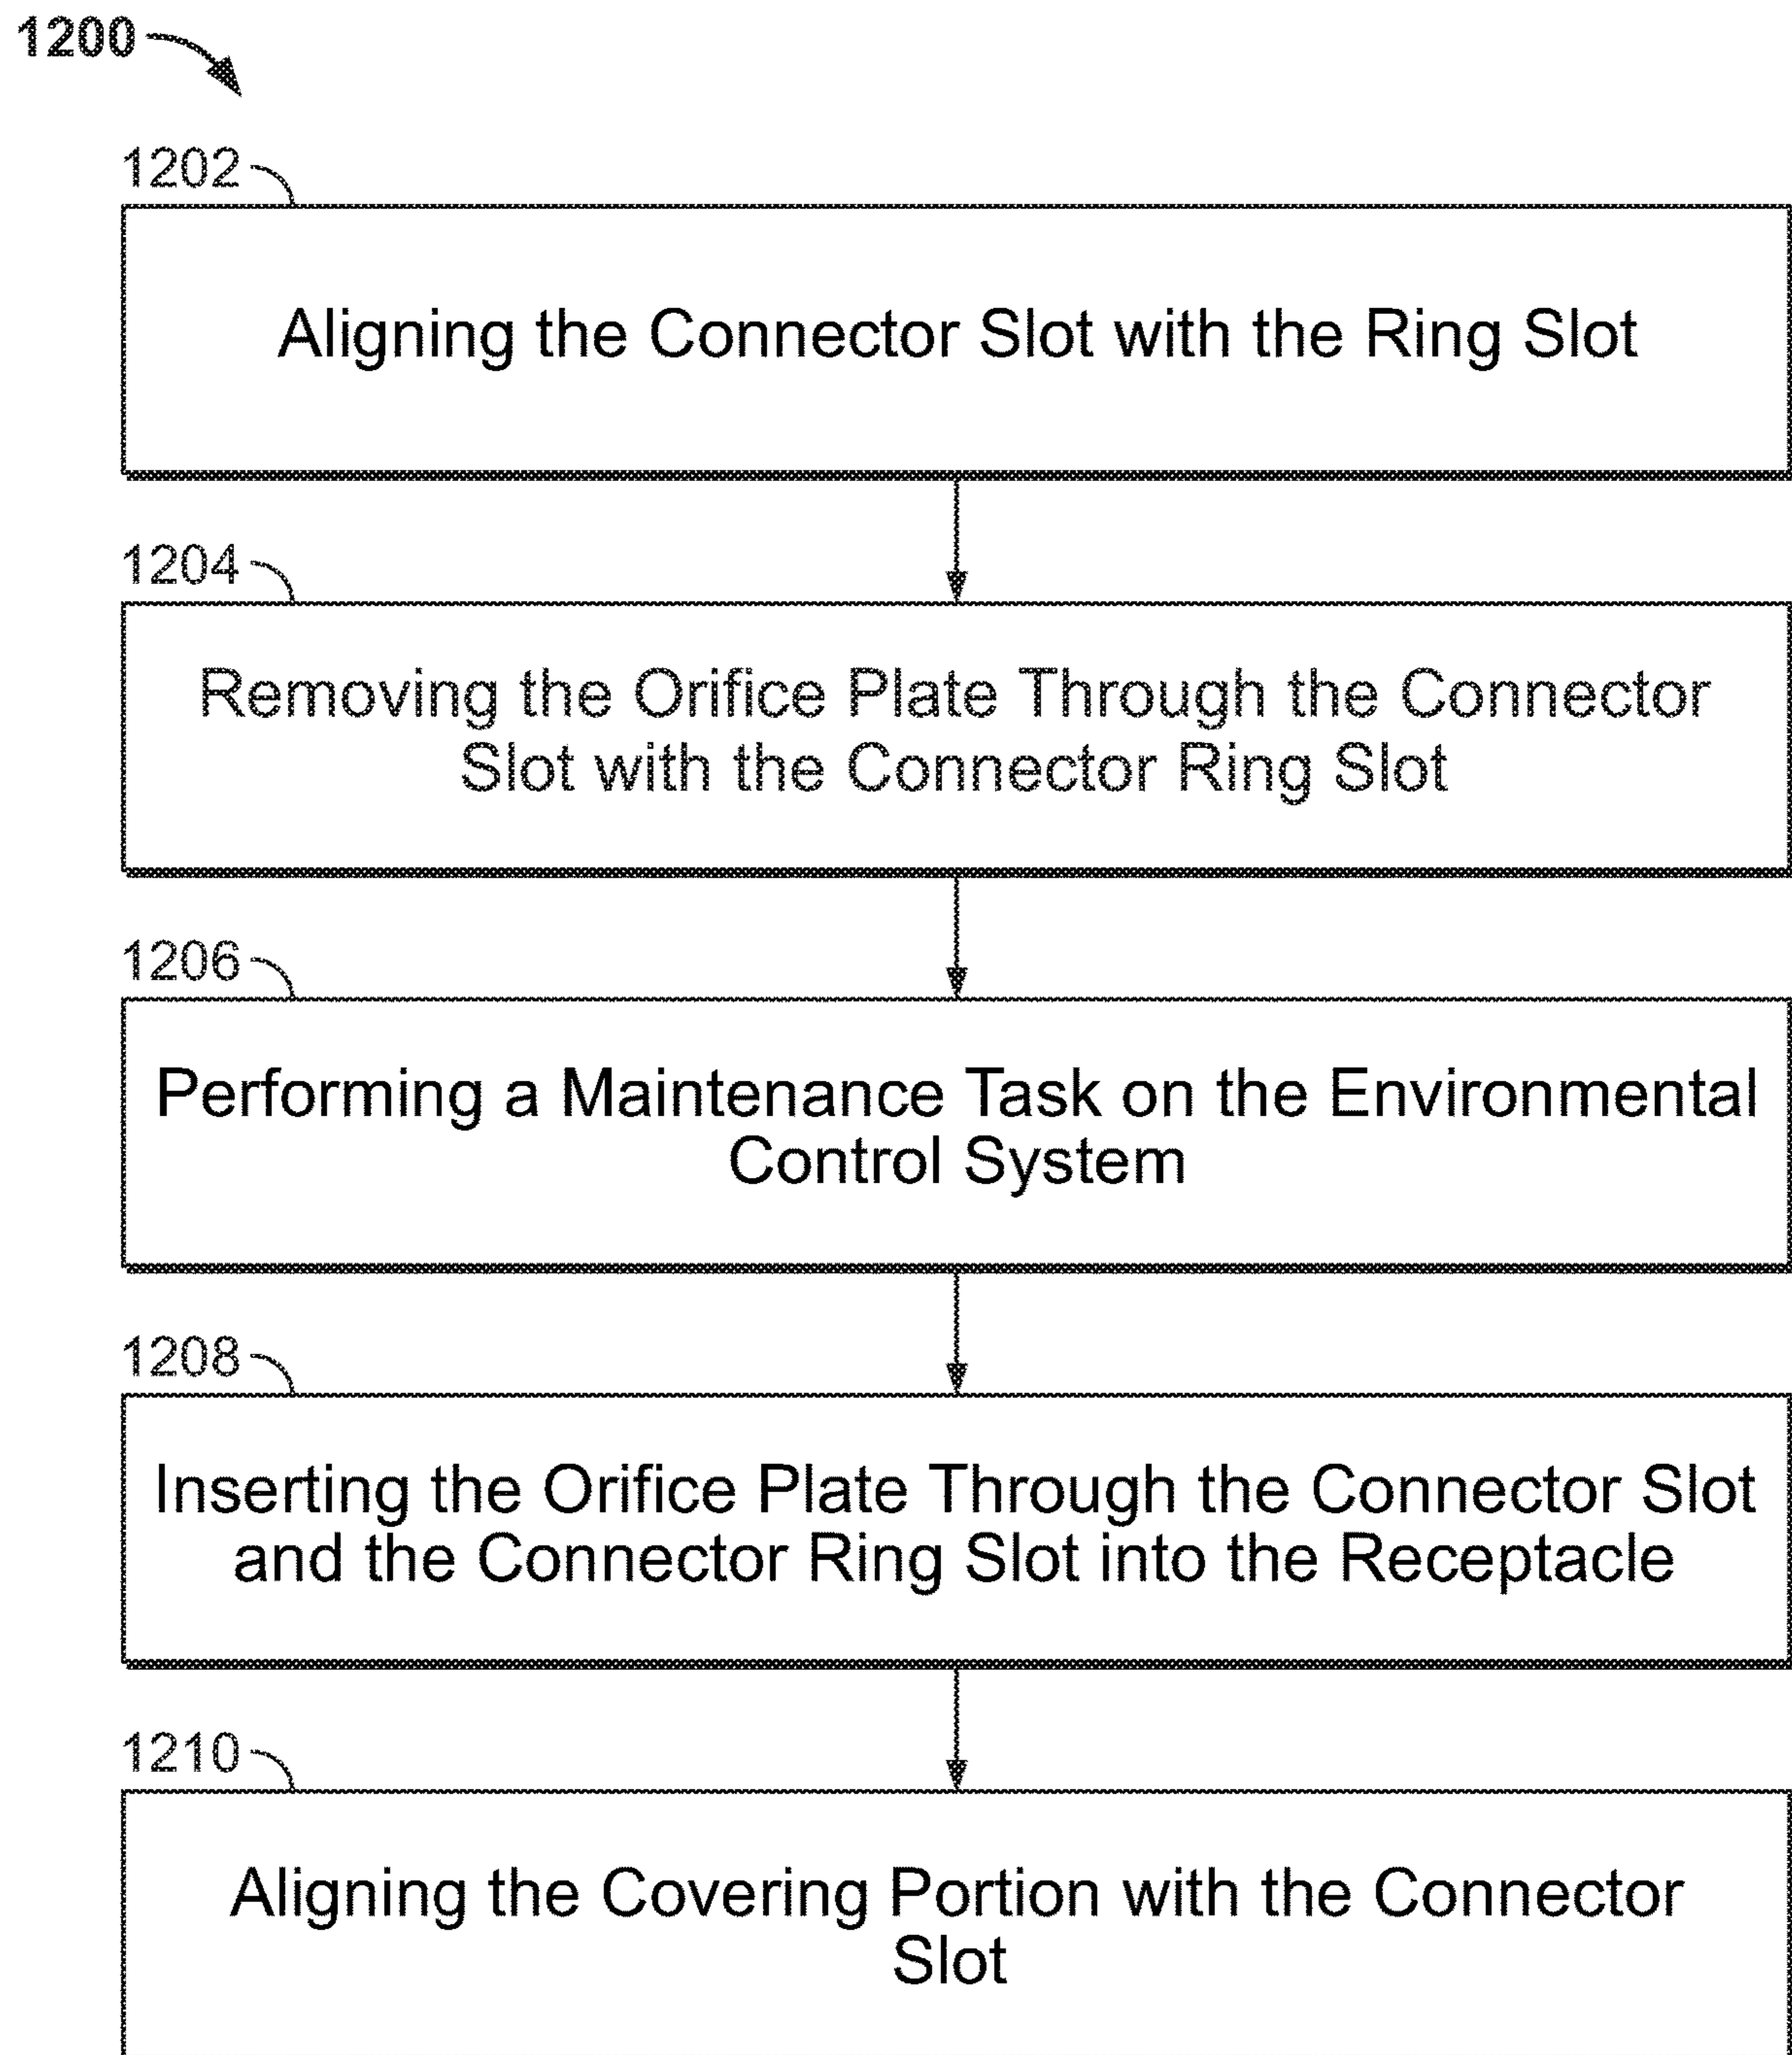 1200
1202
Aligning the Connector Slot with the Ring Slot
1204
Removing the Orifice Plate Through the Connector
Slot with the Connector Ring Slot
1206
Performing a Maintenance Task on the Environmental
Control System
1208
Inserting the Orifice Plate Through the Connector Slot
and the Connector Ring Slot into the Receptacle
1210
Aligning the Covering Portion with the Connector
Slot